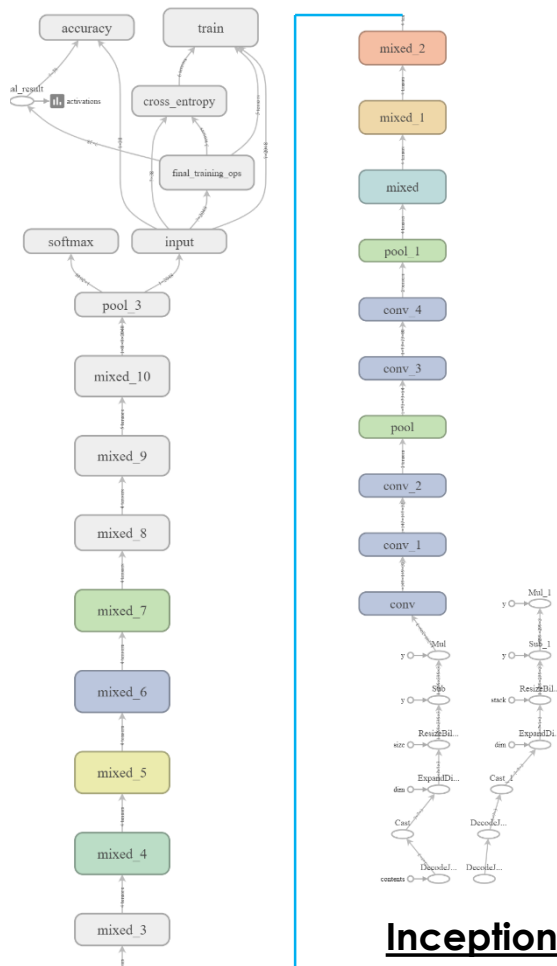 accuracy
train
al_result
activations
cross_entropy
final_training_ops
softmax
input
pool_3
mixed_10
mixed_9
mixed_8
mixed_7
mixed_6
mixed_5
mixed_4
mixed_3
mixed_2
mixed_1
mixed
pool_1
conv_4
conv_3
pool
conv_2
conv_1
conv
y Mul
y Sub
size ResizeBil...
dim ExpandDi...
Cast
contents DecodeJ...
y Mul_1
y Sub_1
stack ResizeBil...
dim ExpandDi...
Cast_1
DecodeJ...
DecodeJ...
Inception